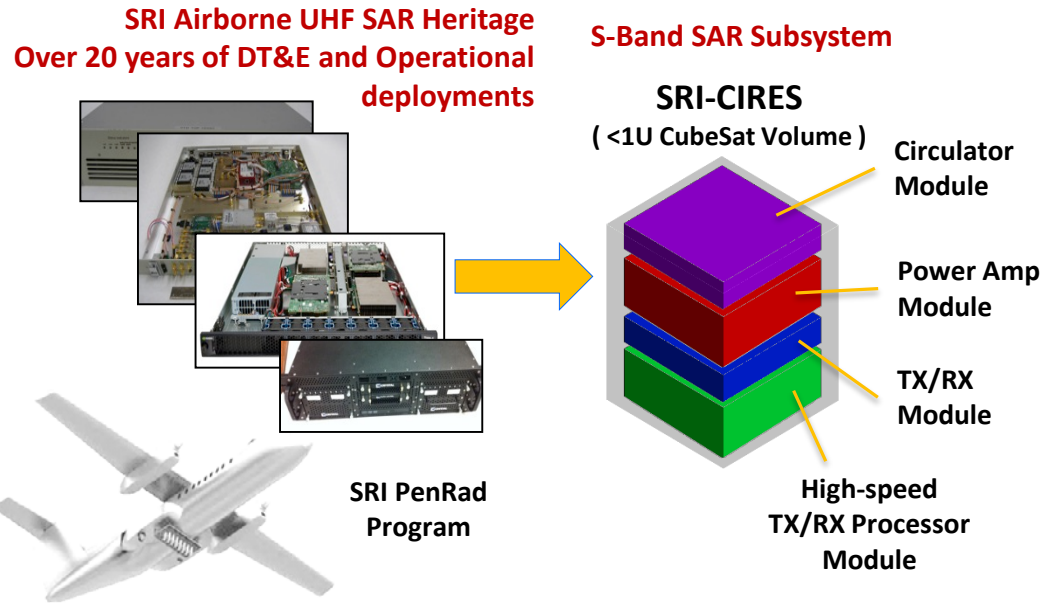 SRI Airborne UHF SAR Heritage
Over 20 years of DT&E and Operational
deployments
S-Band SAR Subsystem
SRI-CIRES
( <1U CubeSat Volume )
Circulator
Module
Power Amp
Module
TX/RX
Module
High-speed
TX/RX Processor
Module
SRI PenRad
Program